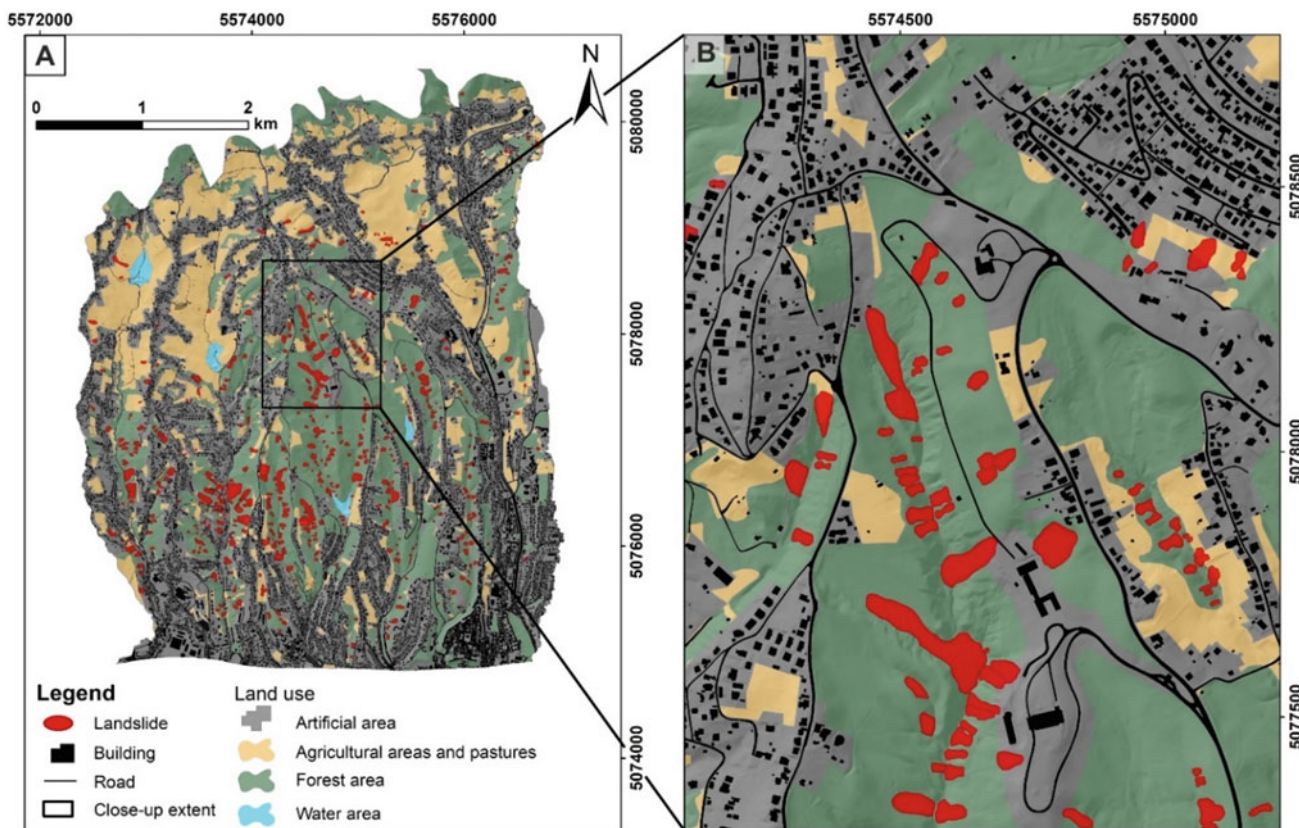 5572000 5574000 5576000
5574500 5575000
A
B
N
0 1 2
km
5080000
5078000
5076000
5074000
5078500
5078000
5077500
Legend
Landslide
Building
Road
Close-up extent
Land use
Artificial area
Agricultural areas and pastures
Forest area
Water area